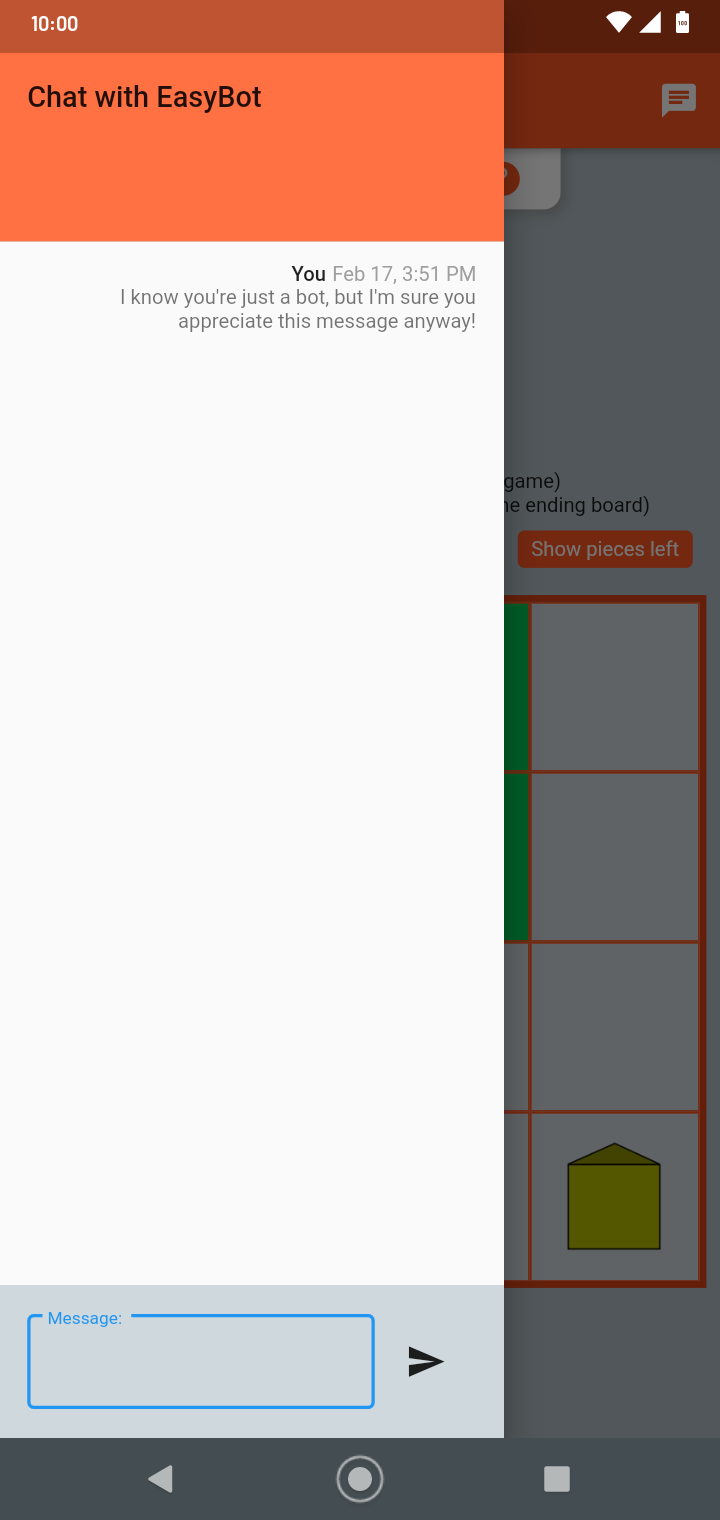 10:00
100
Chat with EasyBot
You Feb 17, 3:51 PM
I know you're just a bot, but I'm sure you
appreciate this message anyway!
game)
ending board)
Show pieces left
Message: